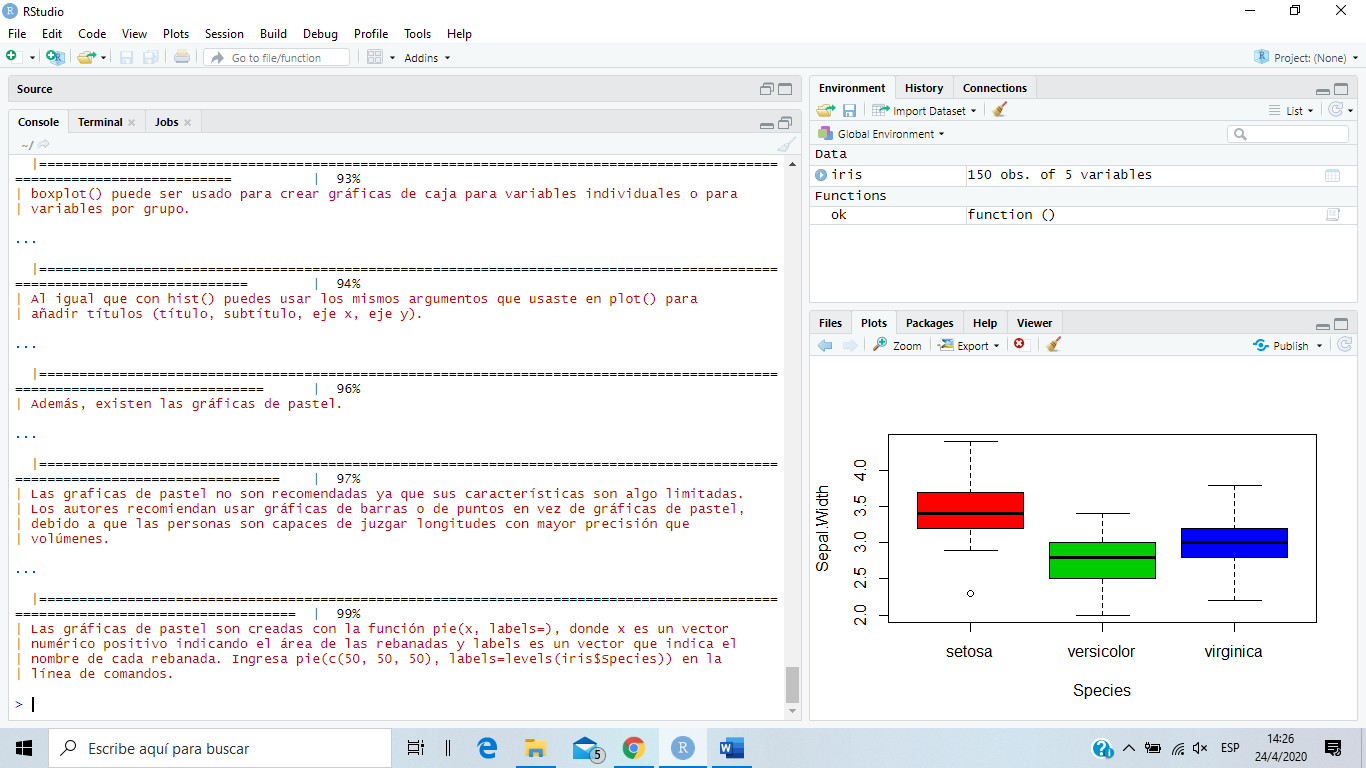 RStudio
File Edit Code View Plots Session Build Debug Profile Tools Help
Go to file/function Addins Project: (None)
Source
Console Terminal Jobs
~/
|============================================================================================
=========================== | 93%
| boxplot() puede ser usado para crear gráficas de caja para variables individuales o para
| variables por grupo.
...
|============================================================================================
============================= | 94%
| Al igual que con hist() puedes usar los mismos argumentos que usaste en plot() para
| añadir títulos (título, subtítulo, eje x, eje y).
...
|============================================================================================
=============================== | 96%
| Además, existen las gráficas de pastel.
...
|============================================================================================
================================= | 97%
| Las graficas de pastel no son recomendadas ya que sus características son algo limitadas.
| Los autores recomiendan usar gráficas de barras o de puntos en vez de gráficas de pastel,
| debido a que las personas son capaces de juzgar longitudes con mayor precisión que
| volúmenes.
...
|============================================================================================
=================================== | 99%
| Las gráficas de pastel son creadas con la función pie(x, labels=), donde x es un vector
| numérico positivo indicando el área de las rebanadas y labels es un vector que indica el
| nombre de cada rebanada. Ingresa pie(c(50, 50, 50), labels=levels(iris$Species)) en la
| línea de comandos.
>
Environment History Connections
Import Dataset List
Global Environment
Data
iris 150 obs. of 5 variables
Functions
ok function ()
Files Plots Packages Help Viewer
Zoom Export Publish
Sepal.Width
4.0
3.5
3.0
2.5
2.0
setosa versicolor virginica
Species
Escribe aquí para buscar
5
R
W
ESP
14:26
24/4/2020